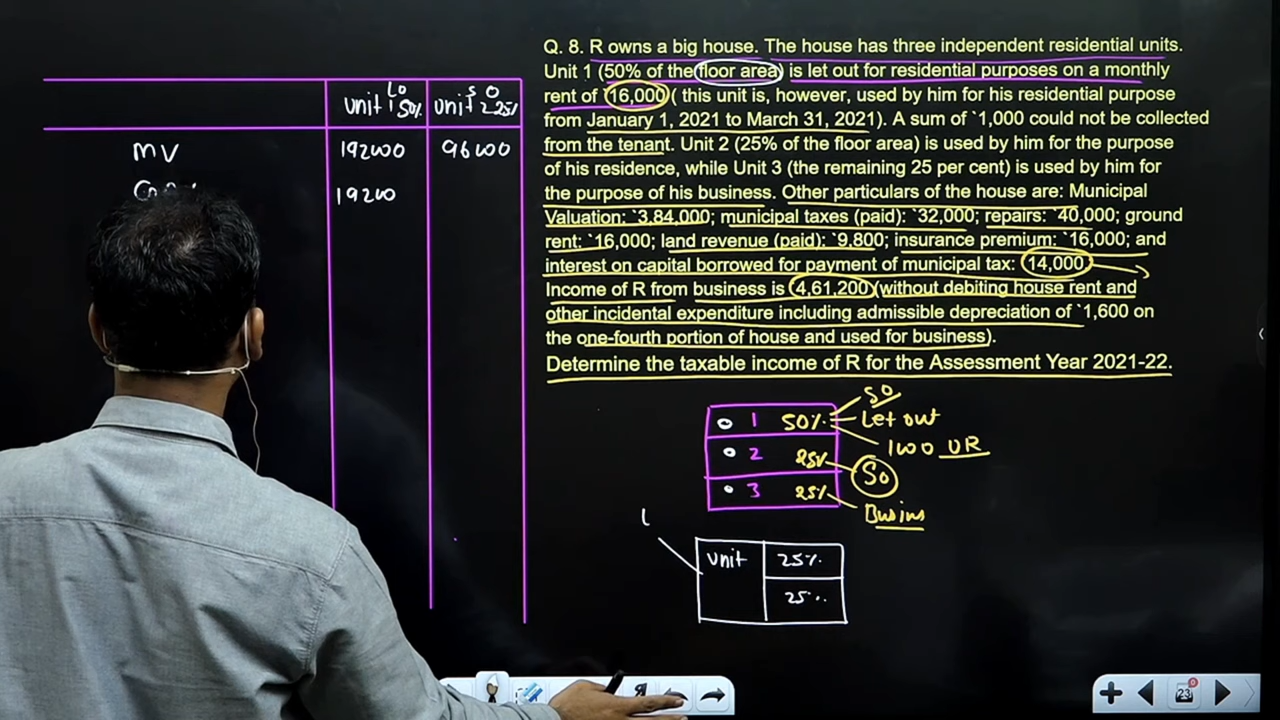 Q. 8. R owns a big house. The house has three independent residential units.
Unit 1 (50% of the floor area) is let out for residential purposes on a monthly
rent of `16,000 ( this unit is, however, used by him for his residential purpose
from January 1, 2021 to March 31, 2021). A sum of `1,000 could not be collected
from the tenant. Unit 2 (25% of the floor area) is used by him for the purpose
of his residence, while Unit 3 (the remaining 25 per cent) is used by him for
the purpose of his business. Other particulars of the house are: Municipal
Valuation: `3,84,000; municipal taxes (paid): `32,000; repairs: `40,000; ground
rent: `16,000; land revenue (paid): `9,800; insurance premium: `16,000; and
interest on capital borrowed for payment of municipal tax: 14,000
Income of R from business is 4,61,200 (without debiting house rent and
other incidental expenditure including admissible depreciation of `1,600 on
the one-fourth portion of house and used for business).
Determine the taxable income of R for the Assessment Year 2021-22.
LO SO
unit 1 50% unit 2 25%
MV 192000 96000
19200
SO
1 50% Let out
1000 UR
2 25% SO
3 25% Busins
unit 25%
25%
23